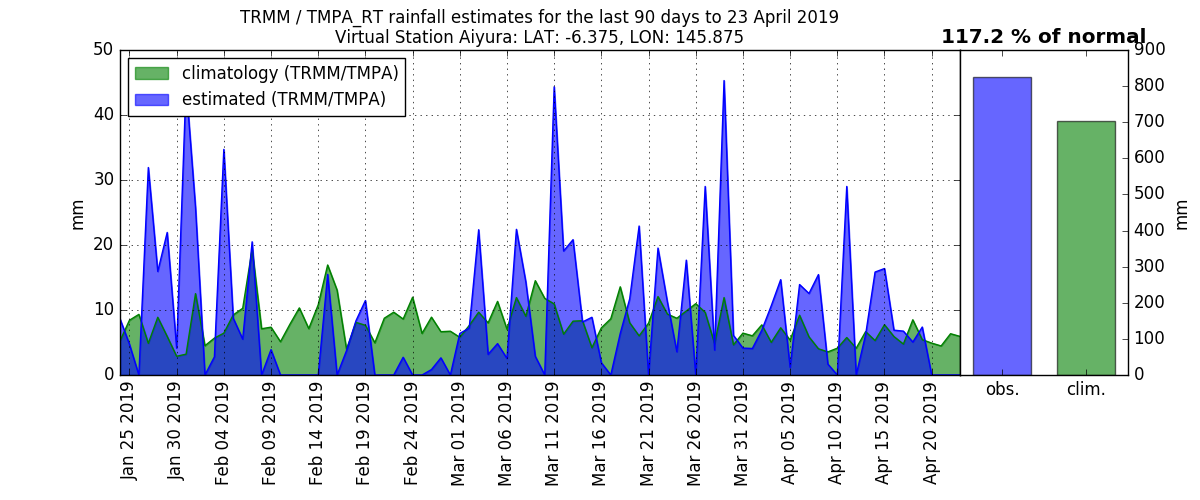 TRMM / TMPA_RT rainfall estimates for the last 90 days to 23 April 2019
Virtual Station Aiyura: LAT: -6.375, LON: 145.875
117.2 % of normal
climatology (TRMM/TMPA)
estimated (TRMM/TMPA)
mm
50
40
30
20
10
0
Jan 25 2019
Jan 30 2019
Feb 04 2019
Feb 09 2019
Feb 14 2019
Feb 19 2019
Feb 24 2019
Mar 01 2019
Mar 06 2019
Mar 11 2019
Mar 16 2019
Mar 21 2019
Mar 26 2019
Mar 31 2019
Apr 05 2019
Apr 10 2019
Apr 15 2019
Apr 20 2019
obs.
clim.
900
800
700
600
500
400
300
200
100
0
mm